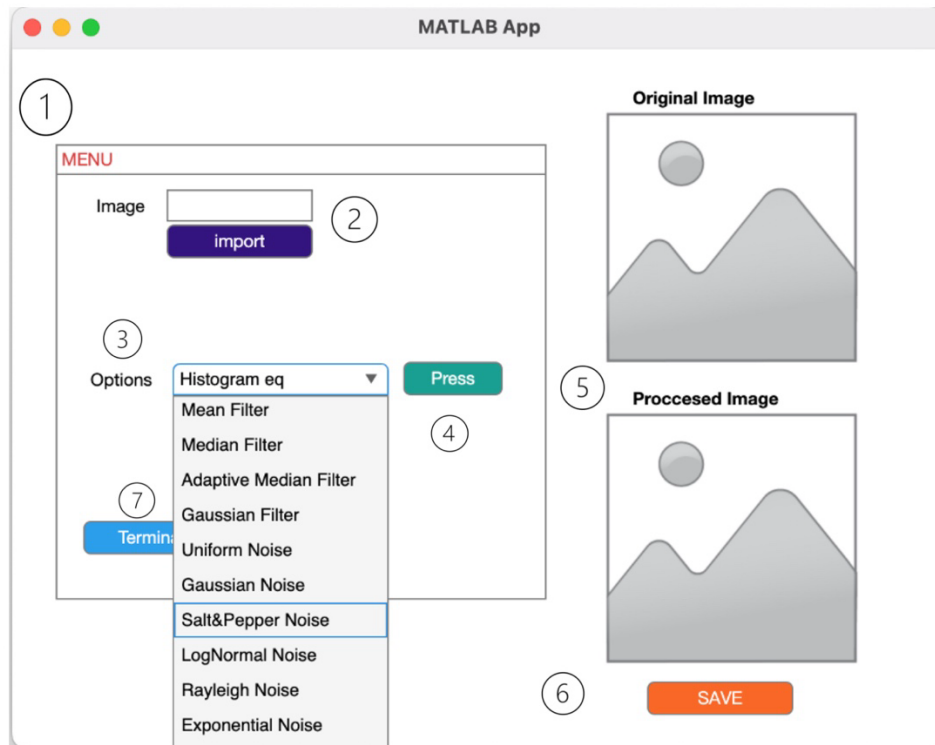 MATLAB App
1
MENU
Image
2
import
3
Options
Histogram eq
Press
4
Mean Filter
Median Filter
Adaptive Median Filter
Gaussian Filter
Uniform Noise
Gaussian Noise
Salt&Pepper Noise
LogNormal Noise
Rayleigh Noise
Exponential Noise
7
Termina
Original Image
5
Proccesed Image
6
SAVE